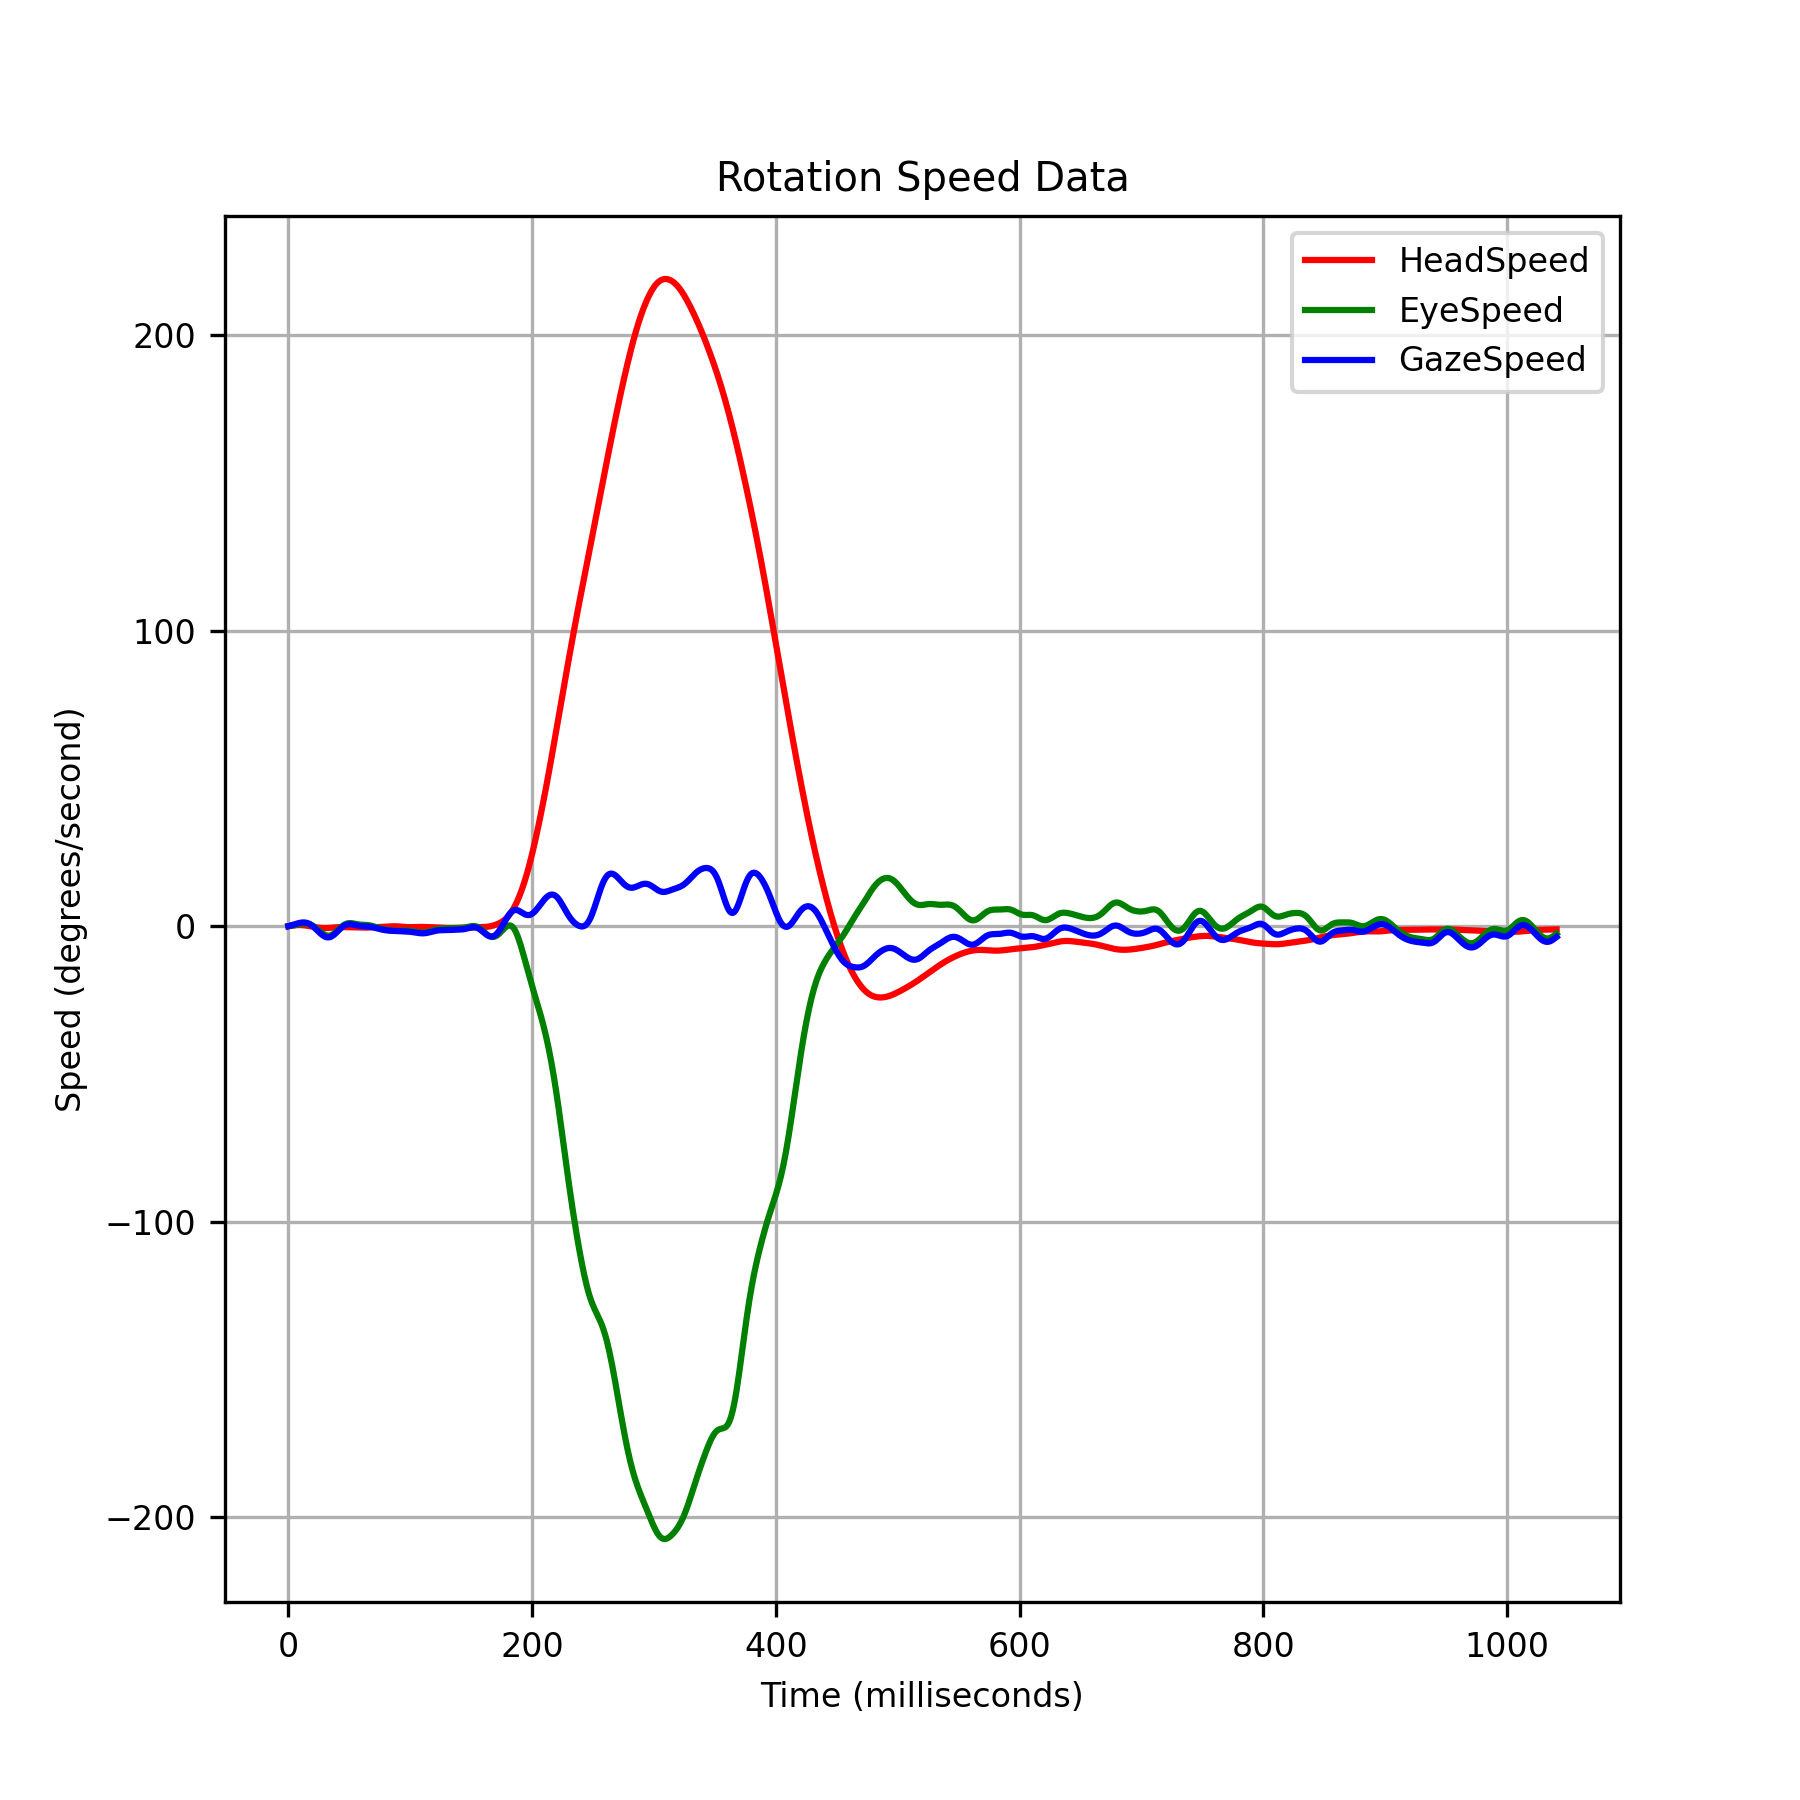 Rotation Speed Data
HeadSpeed
EyeSpeed
GazeSpeed
200
100
0
−100
−200
Speed (degrees/second)
0 200 400 600 800 1000
Time (milliseconds)